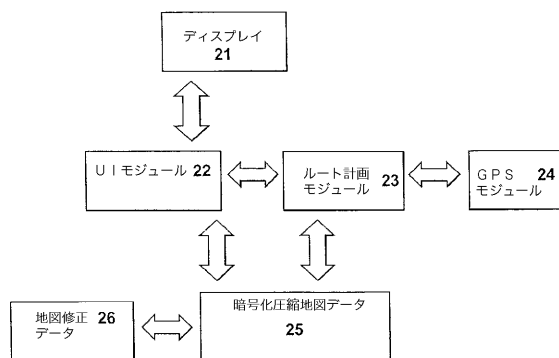 ディスプレイ
21
UIモジュール 22
ルート計画
モジュール 23
GPS
モジュール 24
地図修正
データ 26
暗号化圧縮地図データ
25